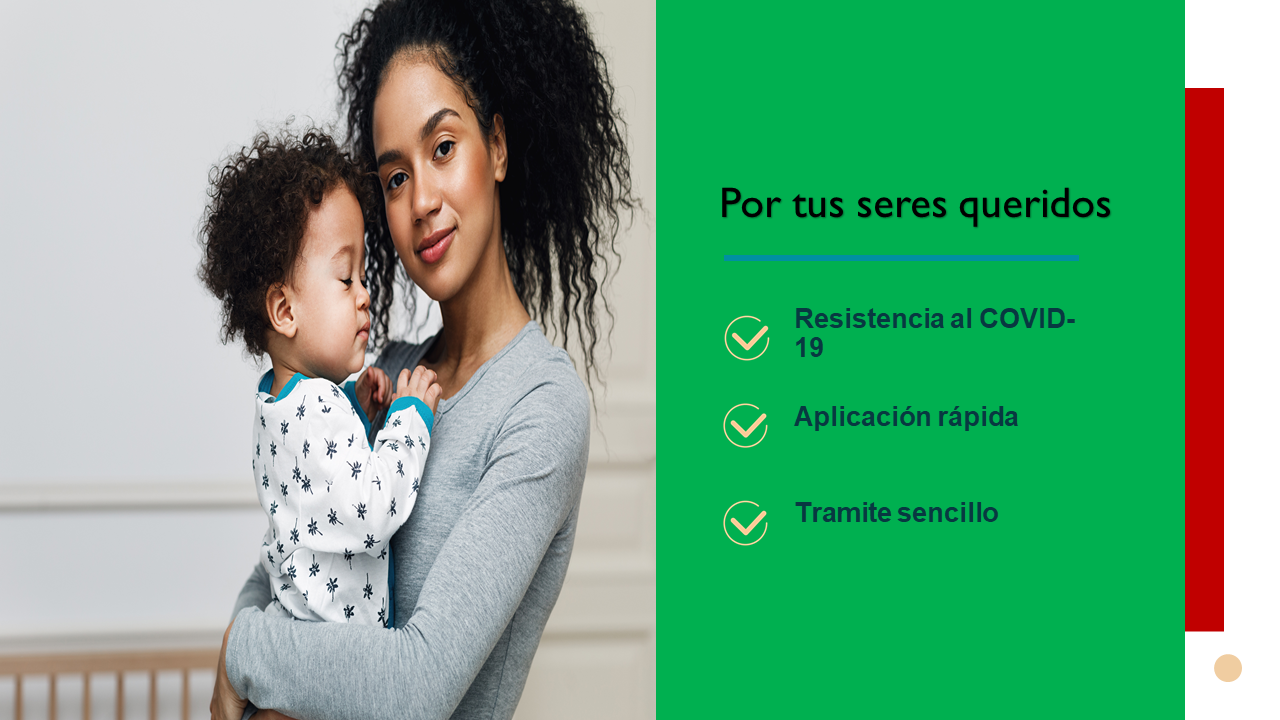 Por tus seres queridos
Resistencia al COVID-
19
Aplicación rápida
Tramite sencillo